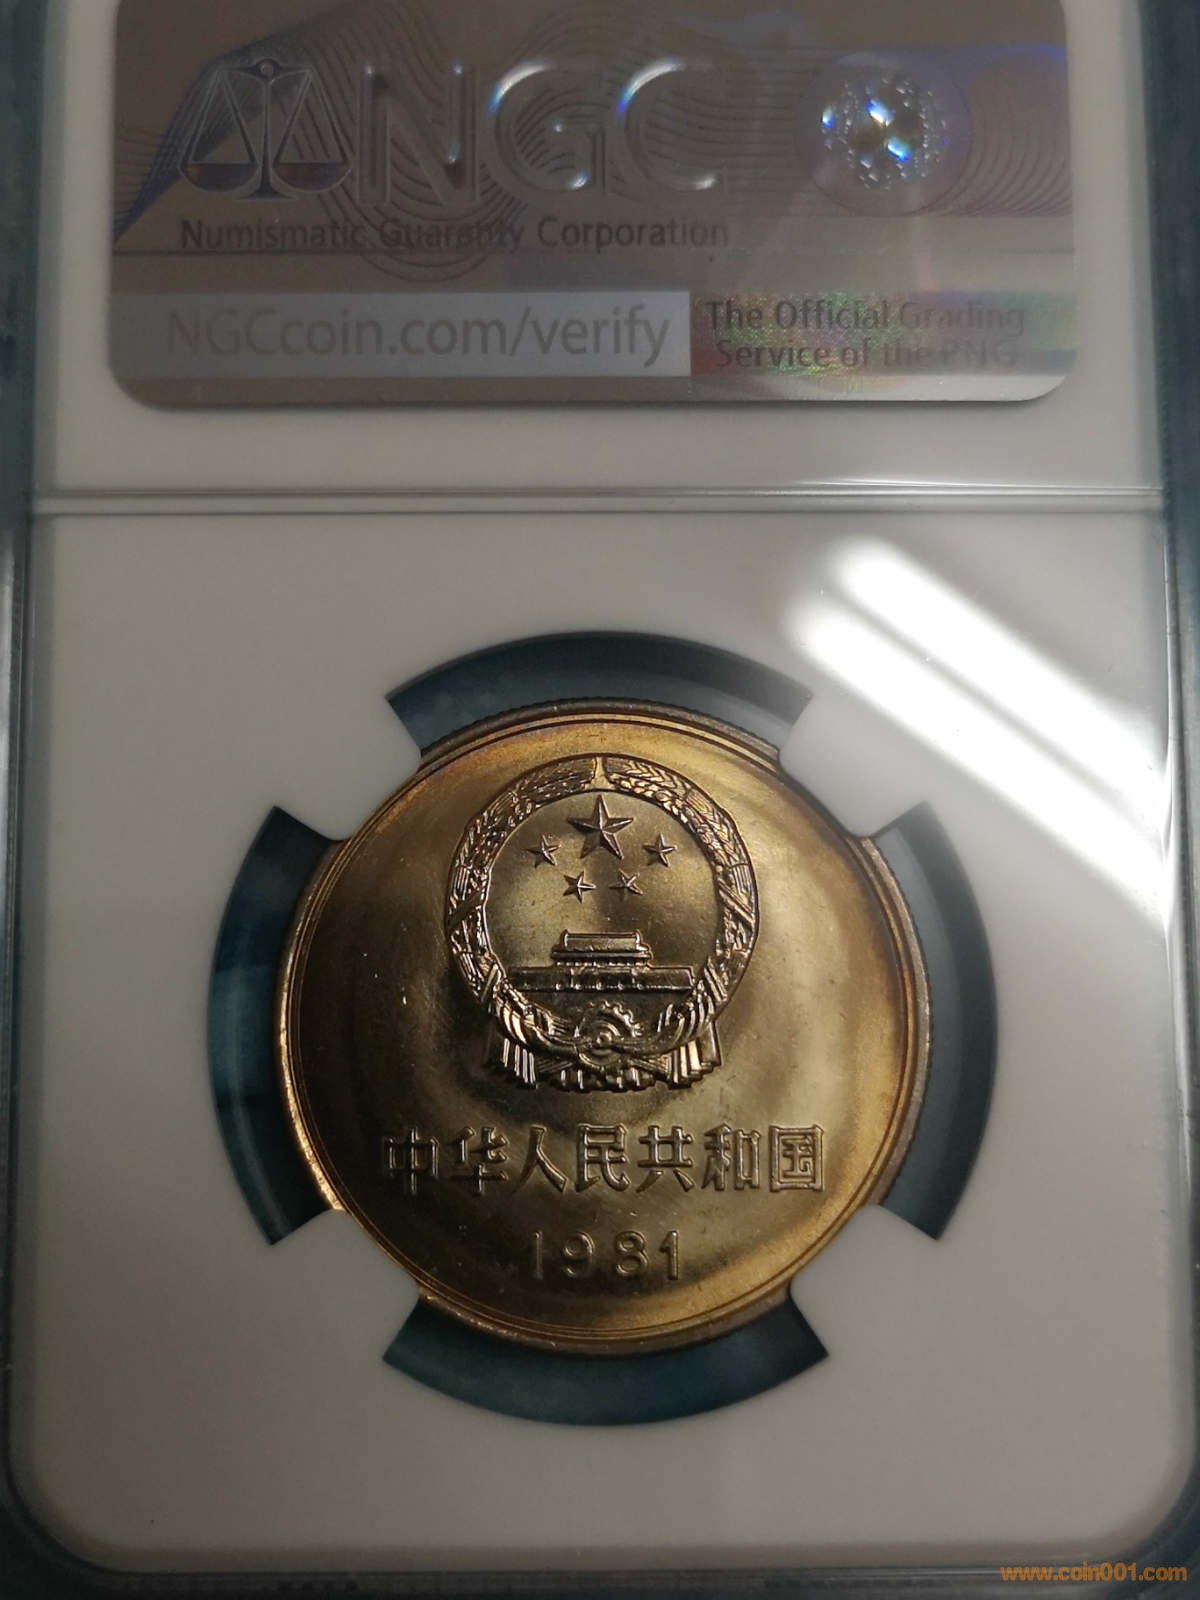 NGC
Numismatic Guaranty Corporation
NGCcoin.com/verify
The Official Grading
Service of the PNG
中华人民共和国
1981
www.coin001.com